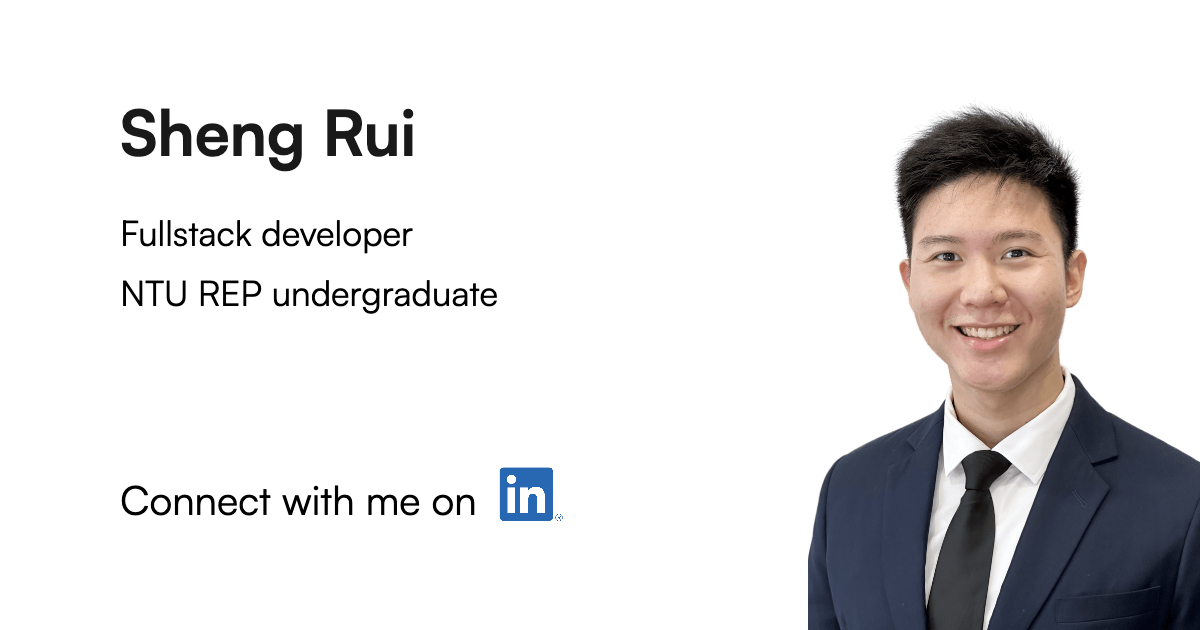 Sheng Rui
Fullstack developer
NTU REP undergraduate
Connect with me on in